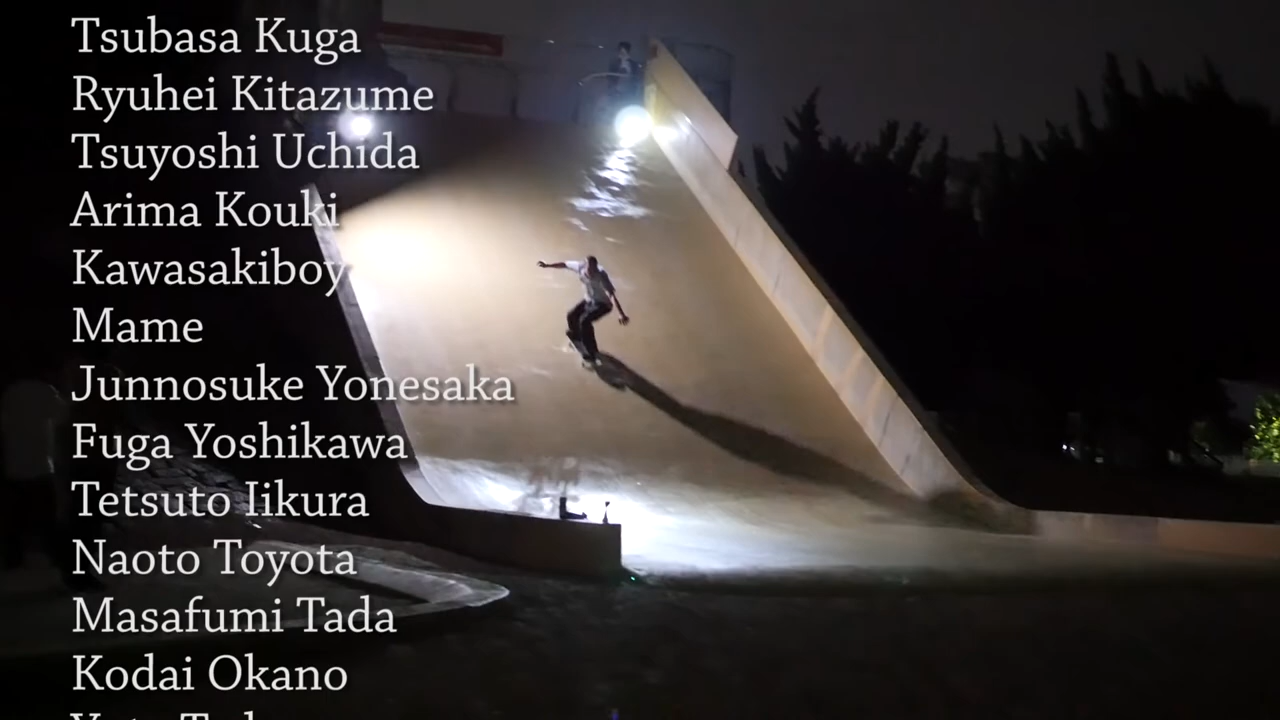 Tsubasa Kuga
Ryuhei Kitazume
Tsuyoshi Uchida
Arima Kouki
Kawasakiboy
Mame
Junnosuke Yonesaka
Fuga Yoshikawa
Tetsuto Iikura
Naoto Toyota
Masafumi Tada
Kodai Okano